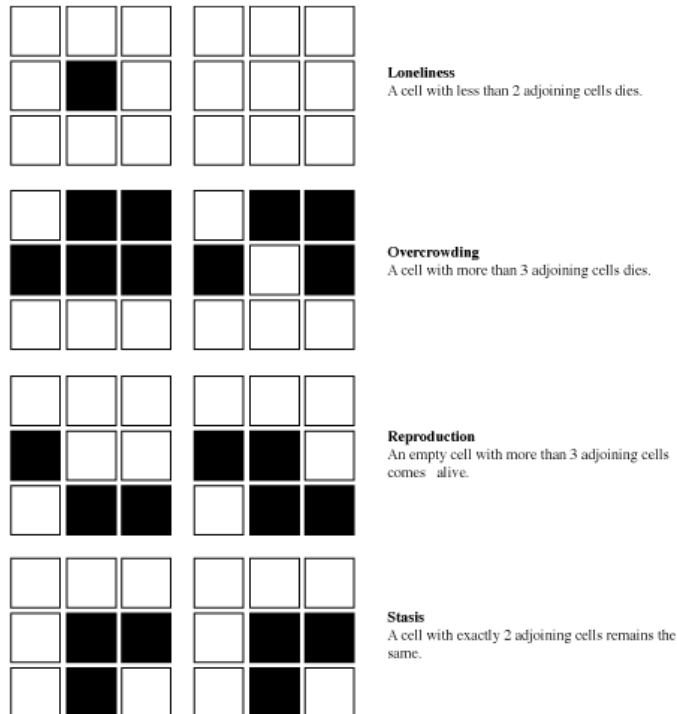 Loneliness
A cell with less than 2 adjoining cells dies.
Overcrowding
A cell with more than 3 adjoining cells dies.
Reproduction
An empty cell with more than 3 adjoining cells
comes alive.
Stasis
A cell with exactly 2 adjoining cells remains the
same.